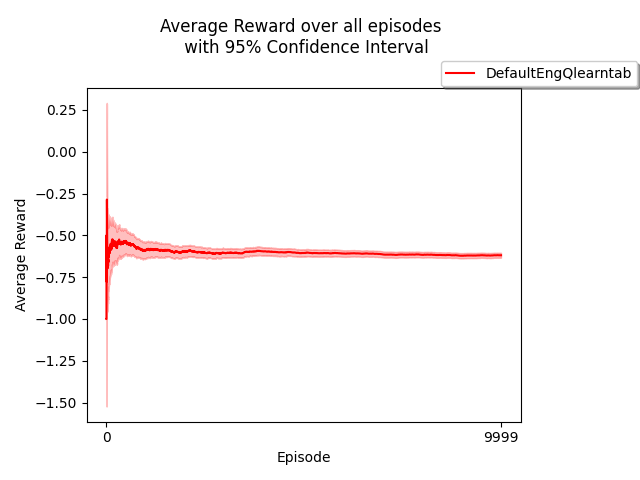 Average Reward over all episodes
with 95% Confidence Interval
DefaultEngQlearntab
0.25
0.00
−0.25
−0.50
−0.75
−1.00
−1.25
−1.50
Average Reward
0 9999
Episode